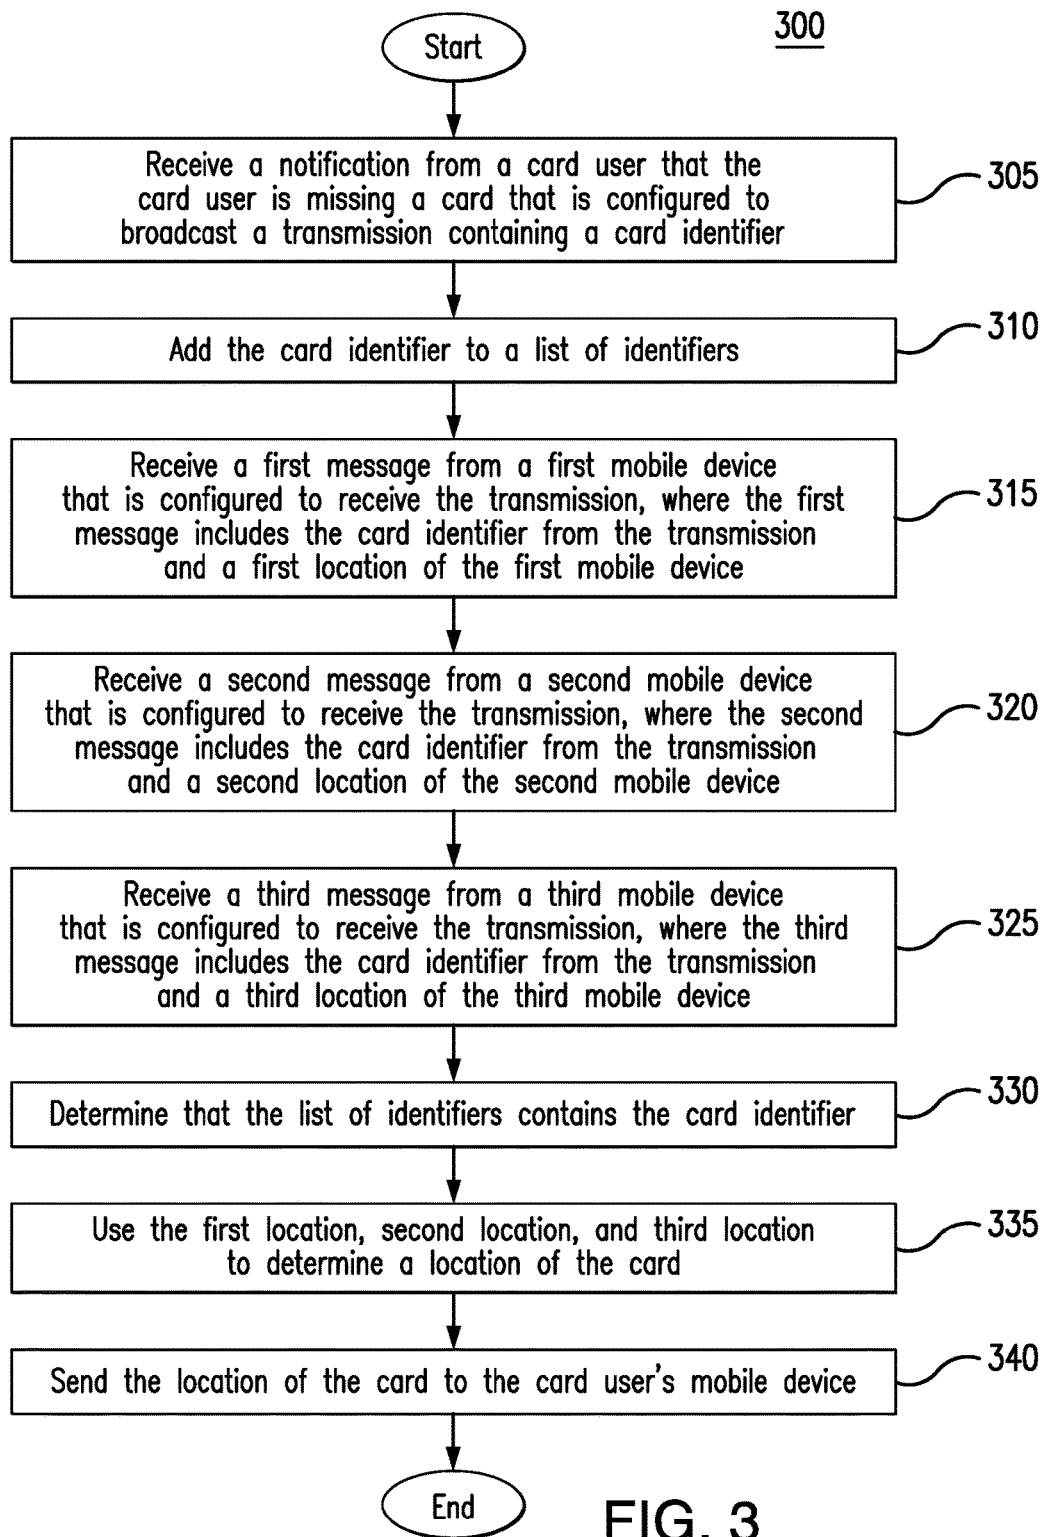 300
Start
Receive a notification from a card user that the
card user is missing a card that is configured to
broadcast a transmission containing a card identifier
305
Add the card identifier to a list of identifiers
310
Receive a first message from a first mobile device
that is configured to receive the transmission, where the first
message includes the card identifier from the transmission
and a first location of the first mobile device
315
Receive a second message from a second mobile device
that is configured to receive the transmission, where the second
message includes the card identifier from the transmission
and a second location of the second mobile device
320
Receive a third message from a third mobile device
that is configured to receive the transmission, where the third
message includes the card identifier from the transmission
and a third location of the third mobile device
325
Determine that the list of identifiers contains the card identifier
330
Use the first location, second location, and third location
to determine a location of the card
335
Send the location of the card to the card user's mobile device
340
End
FIG. 3